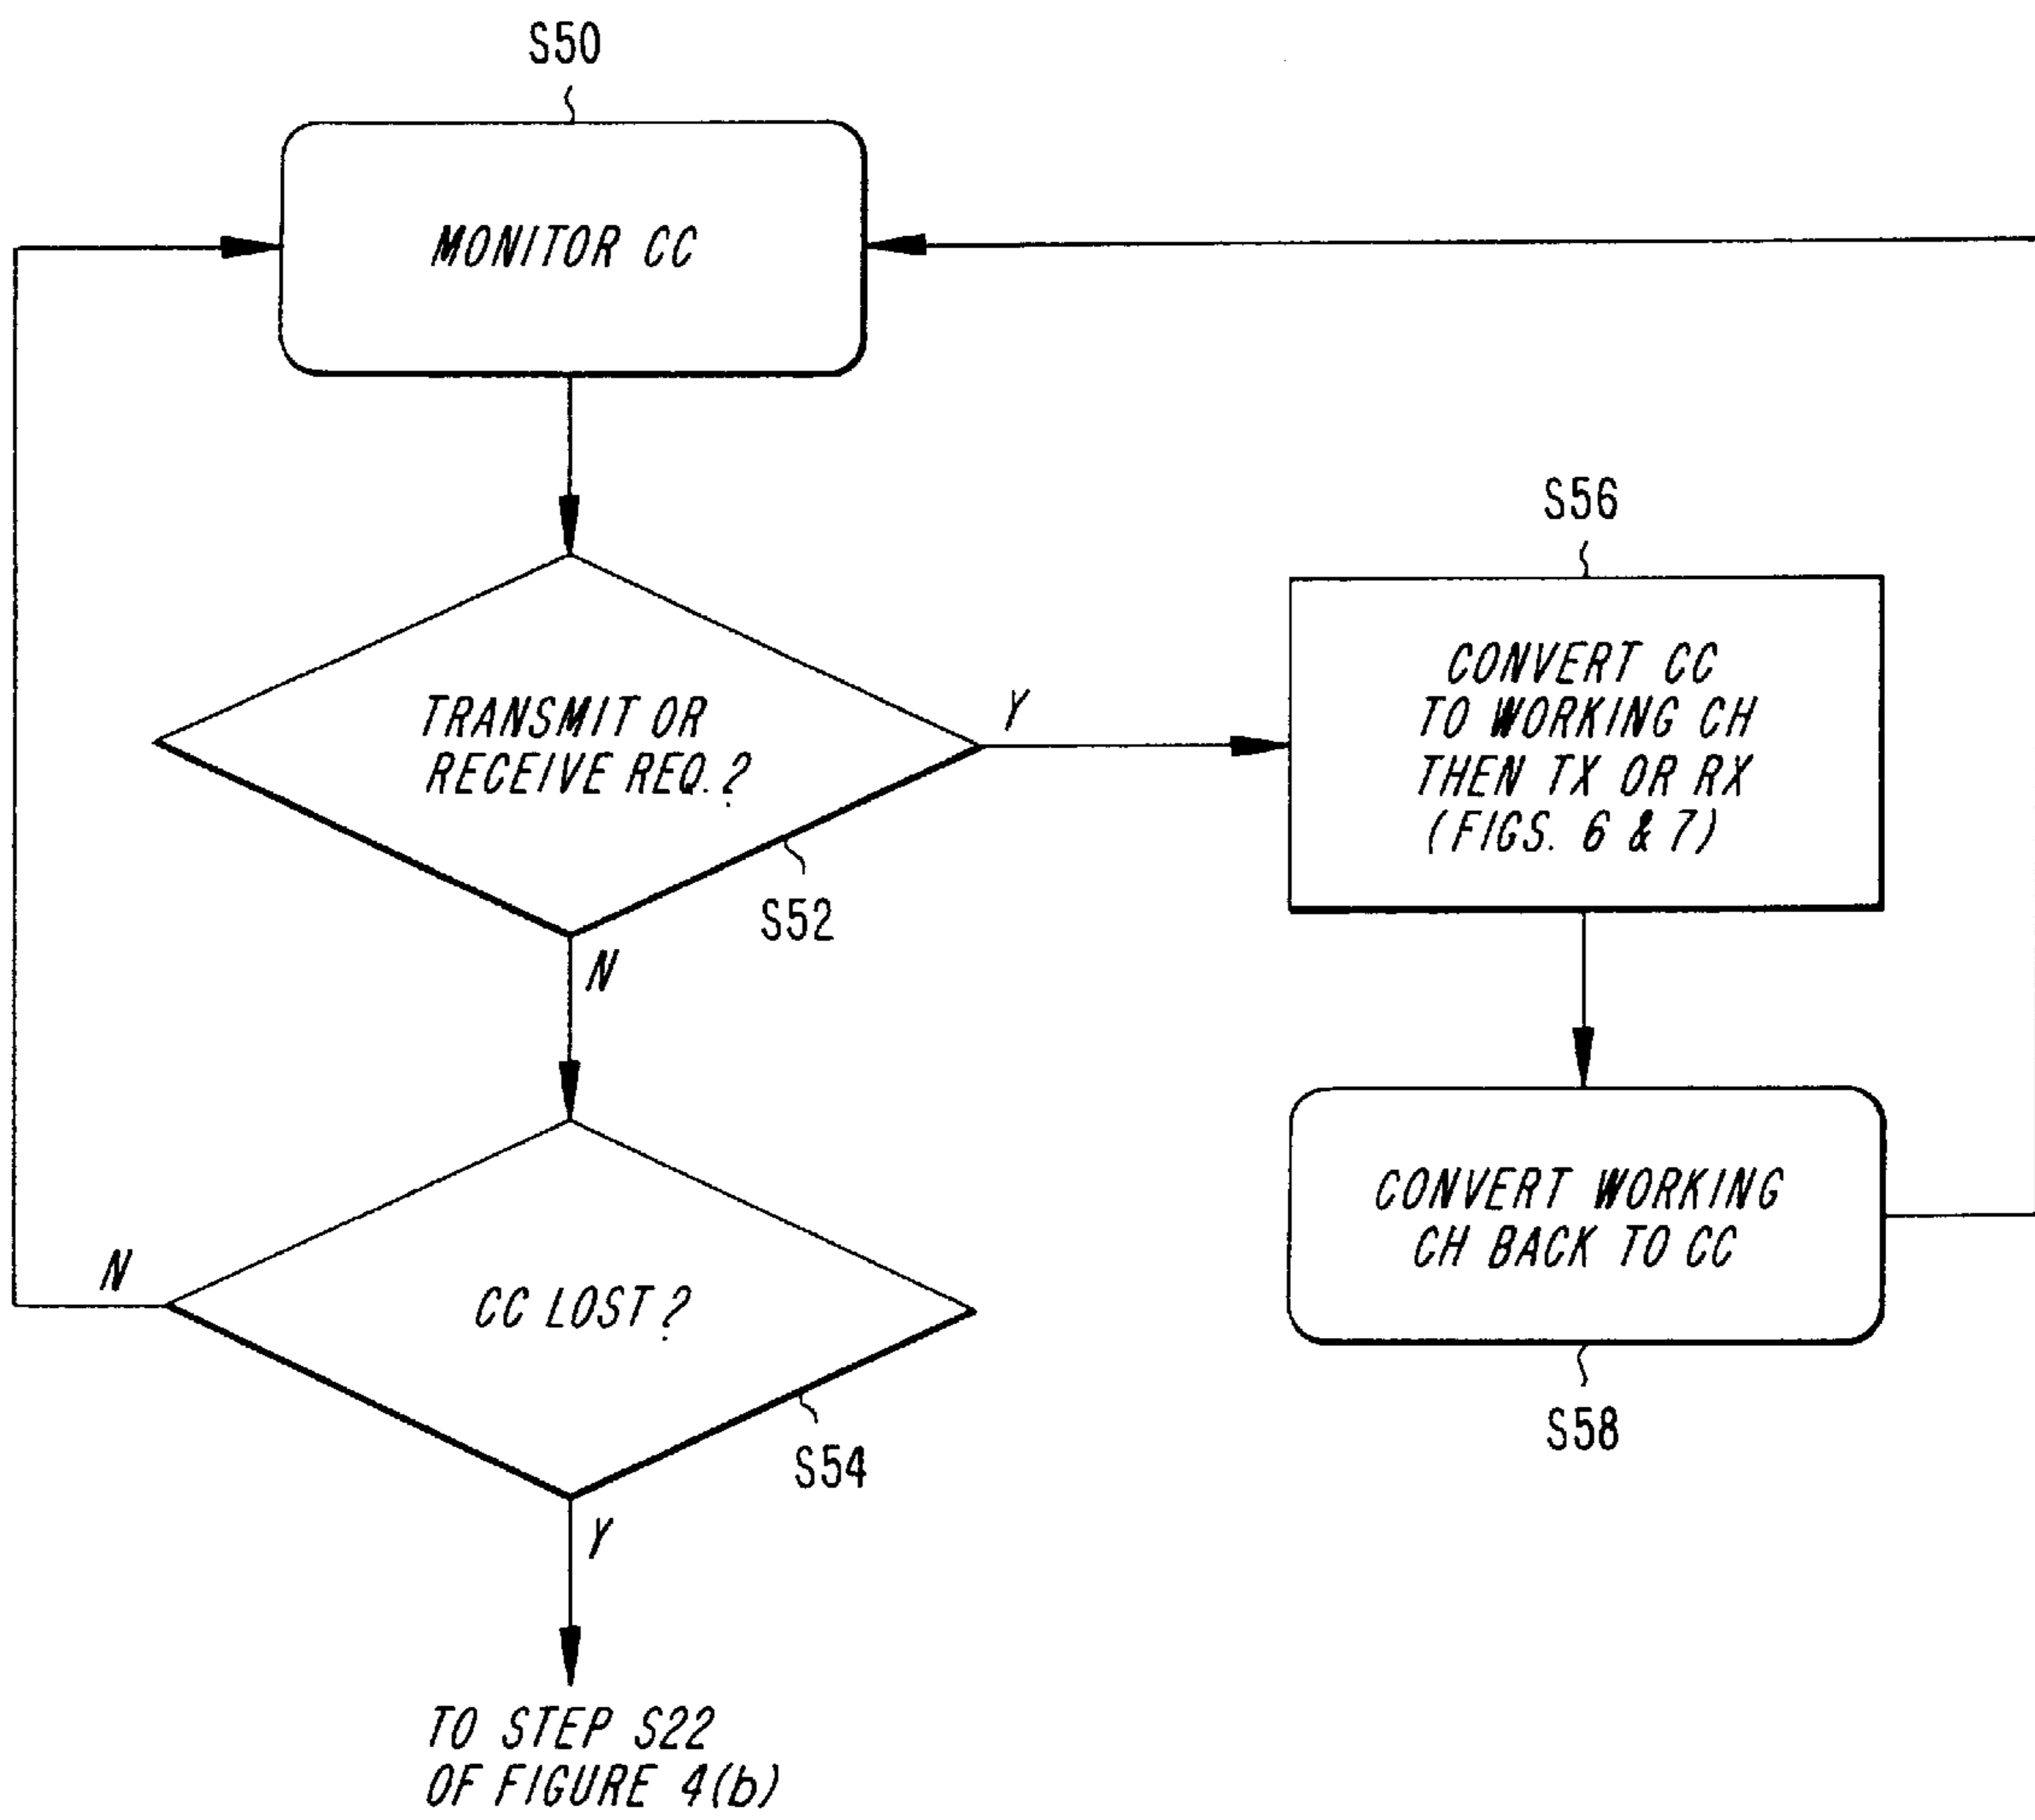 S50
MONITOR CC
TRANSMIT OR
RECEIVE REQ.?
Y
S52
N
S56
CONVERT CC
TO WORKING CH
THEN TX OR RX
(FIGS. 6 & 7)
CONVERT WORKING
CH BACK TO CC
S58
CC LOST?
N
S54
Y
TO STEP S22
OF FIGURE 4(b)